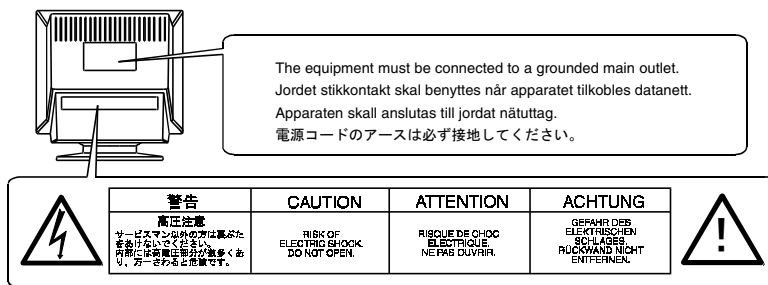 The equipment must be connected to a grounded main outlet.
Jordet stikkontakt skal benyttes når apparatet tilkobles datanett.
Apparaten skall anslutas till jordat nätuttag.
電源コードのアースは必ず接地してください。
警告
高圧注意
サービスマン以外の方は裏ぶた
をあけないでください。
内部には高電圧部分が数多くあ
り、万一さわると危険です。
CAUTION
RISK OF
ELECTRIC SHOCK.
DO NOT OPEN.
ATTENTION
RISQUE DE CHOC
ELECTRIQUE.
NE PAS OUVRIR.
ACHTUNG
GEFAHR DES
ELEKTRISCHEN
SCHLAGES.
RÜCKWAND NICHT
ENTFERNEN.
!